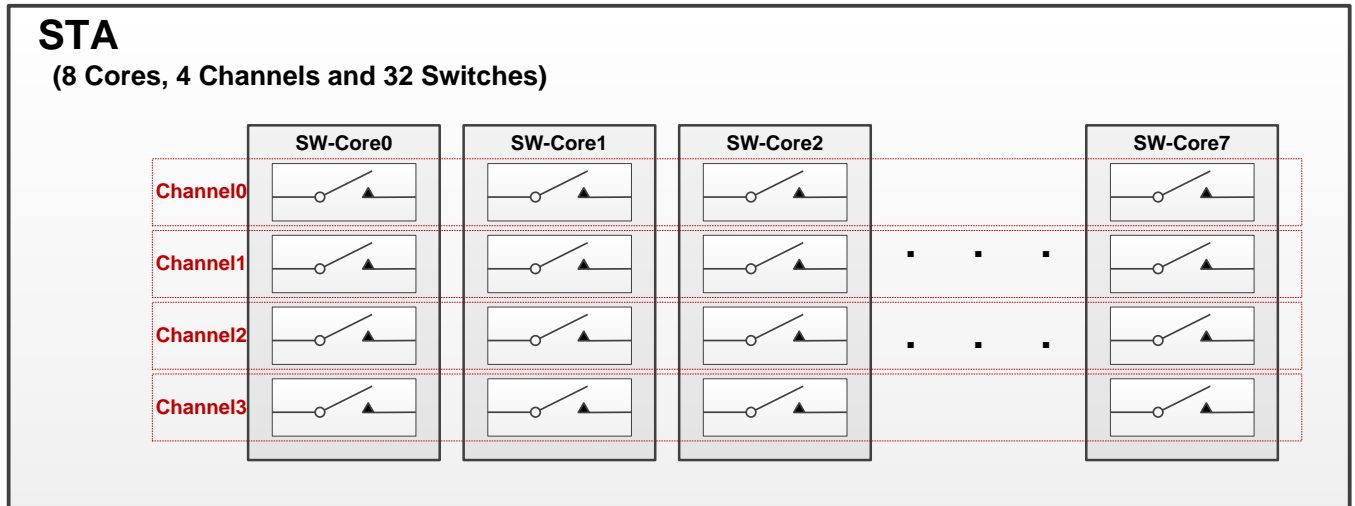 STA
(8 Cores, 4 Channels and 32 Switches)
SW-Core0 SW-Core1 SW-Core2 SW-Core7
Channel0
Channel1
. . .
Channel2
. . .
Channel3